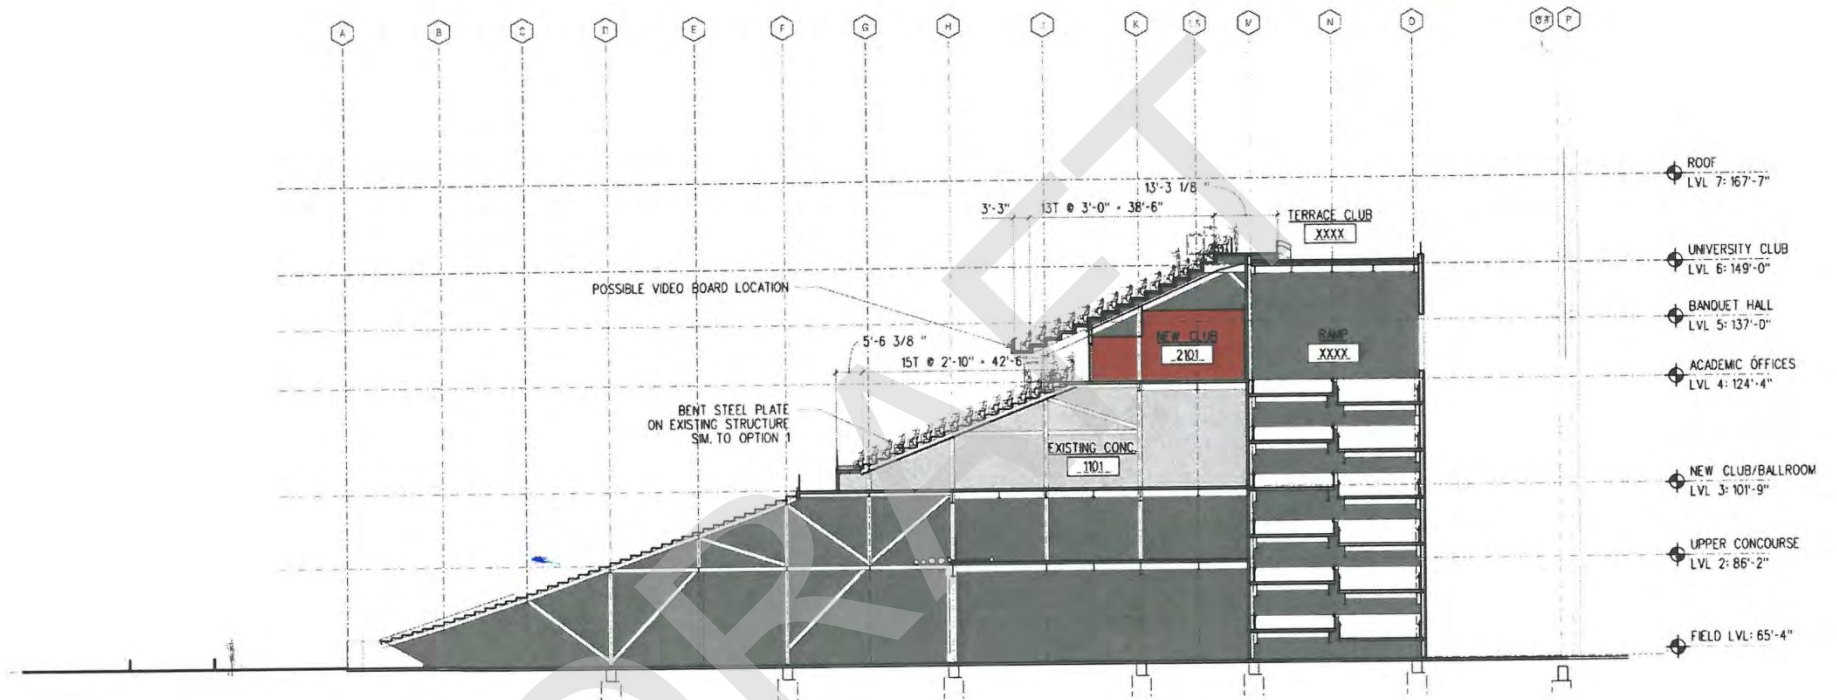 A
B
C
D
E
F
G
H
J
K
L.5
M
N
O
P
ROOF
LVL 7: 167'-7"
13'-3 1/8 "
3'-3"
13T @ 3'-0" = 38'-6"
TERRACE CLUB
XXXX
UNIVERSITY CLUB
LVL 6: 149'-0"
POSSIBLE VIDEO BOARD LOCATION
BANQUET HALL
LVL 5: 137'-0"
NEW CLUB
2101
RAMP
XXXX
5'-6 3/8 "
15T @ 2'-10" = 42'-6"
ACADEMIC OFFICES
LVL 4: 124'-4"
BENT STEEL PLATE
ON EXISTING STRUCTURE
SIM. TO OPTION 1
EXISTING CONC.
1101
NEW CLUB/BALLROOM
LVL 3: 101'-9"
UPPER CONCOURSE
LVL 2: 86'-2"
FIELD LVL: 65'-4"
DRAFT